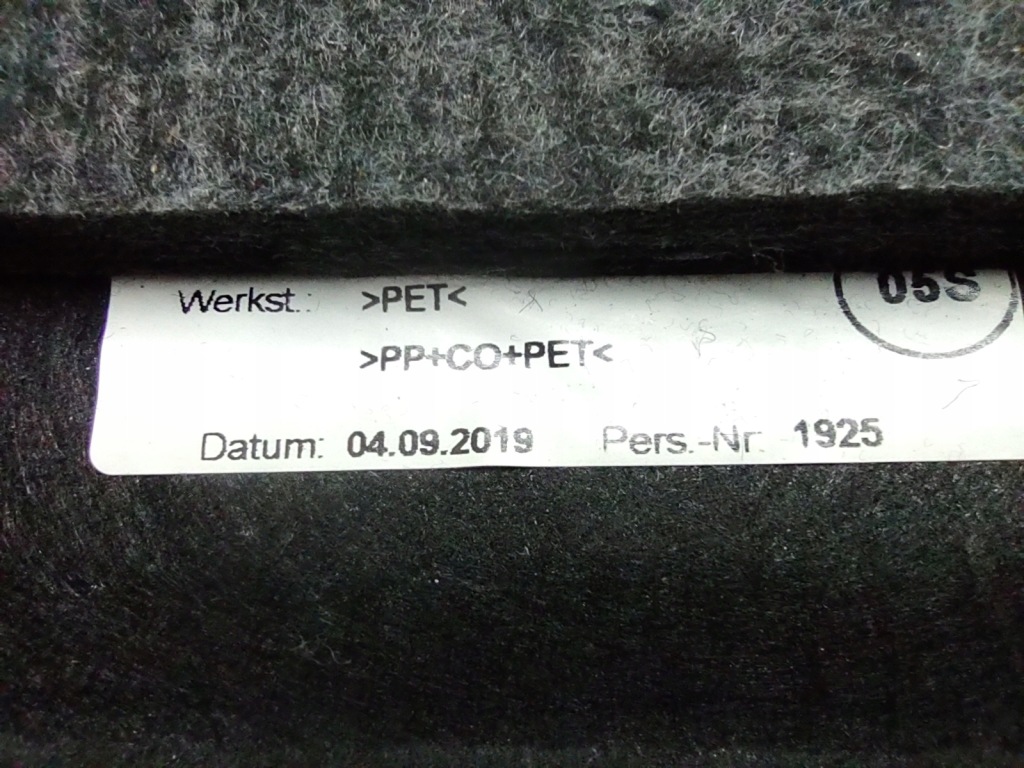 Werkst.: >PET<
05S
>PP+CO+PET<
Datum: 04.09.2019 Pers.-Nr. 1925